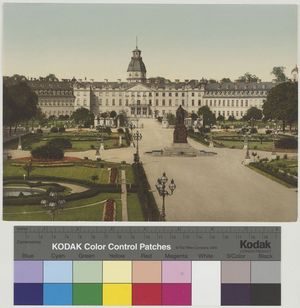 KODAK Color Control Patches
Kodak
Blue Cyan Green Yellow Red Magenta White 3/Color Black